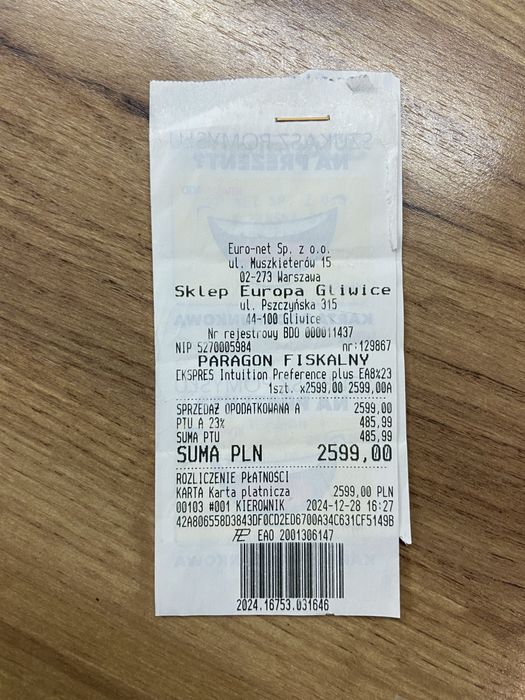 Euro-net Sp. z o.o.
ul. Muszkieterów 15
02-273 Warszawa
Sklep Europa Gliwice
ul. Pszczyńska 315
44-100 Gliwice
Nr rejestrowy BDO 000011437
NIP 5270005984 nr:129867
PARAGON FISKALNY
EKSPRES Intuition Preference plus EA8%23
1szt. x2599,00 2599,00A
SPRZEDAŻ OPODATKOWANA A 2599,00
PTU A 23% 485,99
SUMA PTU 485,99
SUMA PLN 2599,00
ROZLICZENIE PŁATNOŚCI
KARTA Karta płatnicza 2599,00 PLN
00103 #001 KIEROWNIK 2024-12-28 16:27
42A806558D3843DF0CD2ED6700A34C631CF5149B
EAO 2001306147
2024.16753.031646